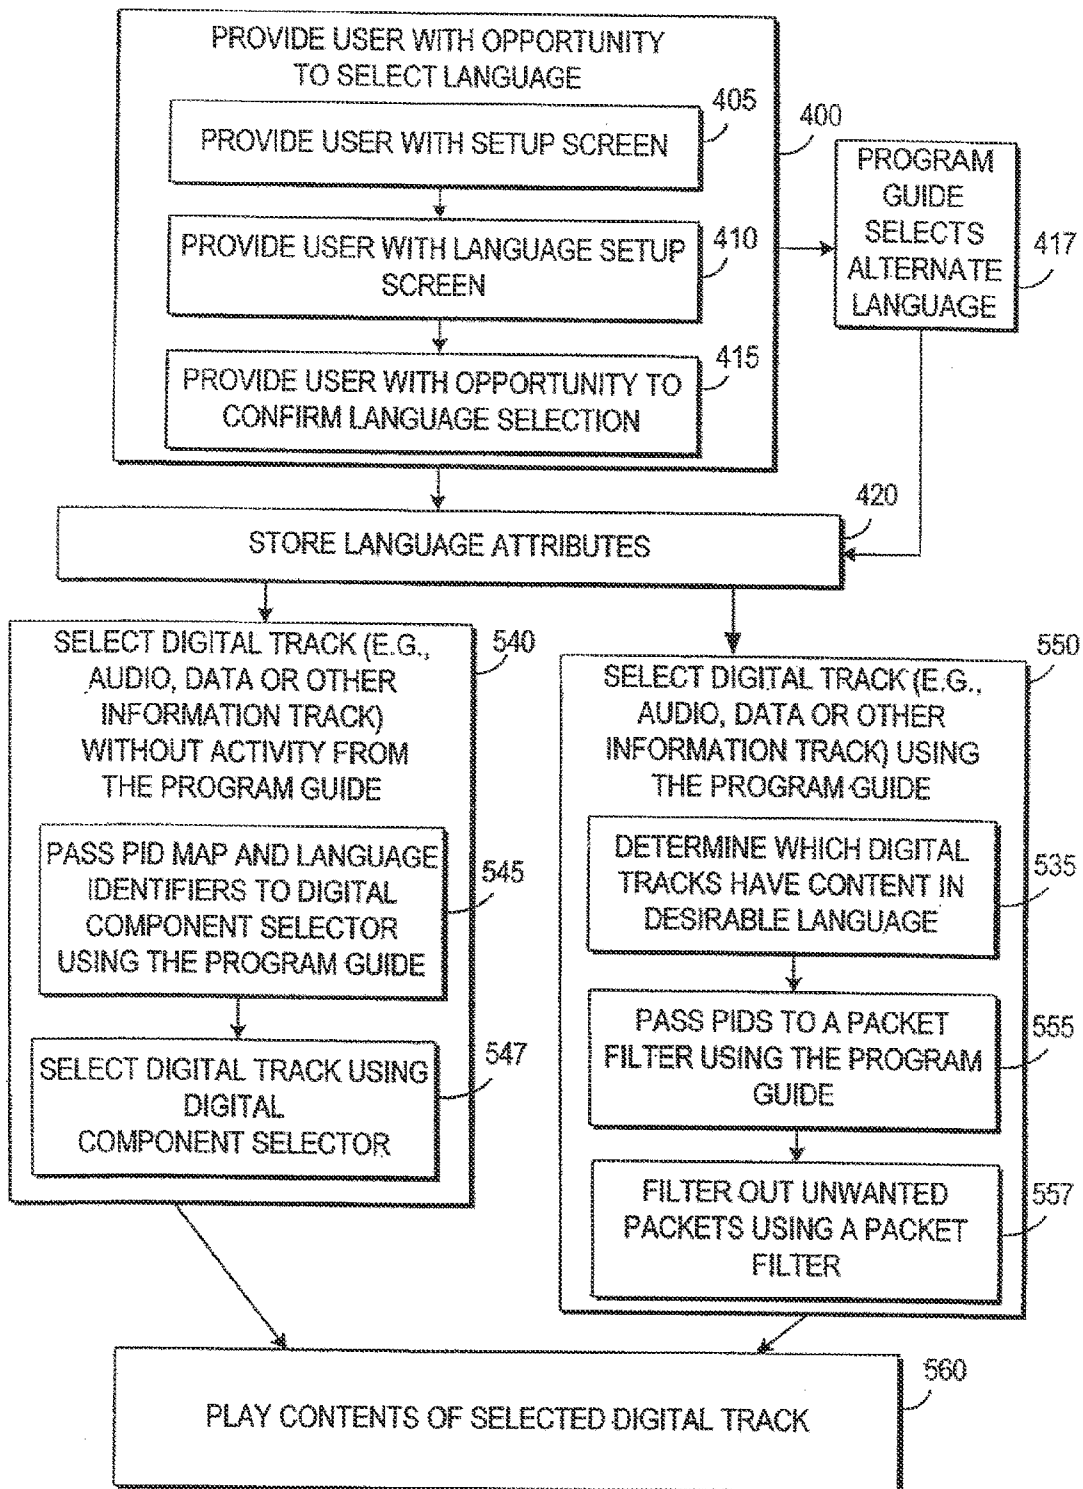 PROVIDE USER WITH OPPORTUNITY
TO SELECT LANGUAGE
405
PROVIDE USER WITH SETUP SCREEN
400
PROVIDE USER WITH LANGUAGE SETUP
SCREEN
410
PROVIDE USER WITH OPPORTUNITY TO
CONFIRM LANGUAGE SELECTION
415
PROGRAM
GUIDE
SELECTS
ALTERNATE
LANGUAGE
417
STORE LANGUAGE ATTRIBUTES
420
SELECT DIGITAL TRACK (E.G.,
AUDIO, DATA OR OTHER
INFORMATION TRACK)
WITHOUT ACTIVITY FROM
THE PROGRAM GUIDE
540
PASS PID MAP AND LANGUAGE
IDENTIFIERS TO DIGITAL
COMPONENT SELECTOR
USING THE PROGRAM GUIDE
545
SELECT DIGITAL TRACK USING
DIGITAL
COMPONENT SELECTOR
547
SELECT DIGITAL TRACK (E.G.,
AUDIO, DATA OR OTHER
INFORMATION TRACK) USING
THE PROGRAM GUIDE
550
DETERMINE WHICH DIGITAL
TRACKS HAVE CONTENT IN
DESIRABLE LANGUAGE
535
PASS PIDS TO A PACKET
FILTER USING THE PROGRAM
GUIDE
555
FILTER OUT UNWANTED
PACKETS USING A PACKET
FILTER
557
PLAY CONTENTS OF SELECTED DIGITAL TRACK
560